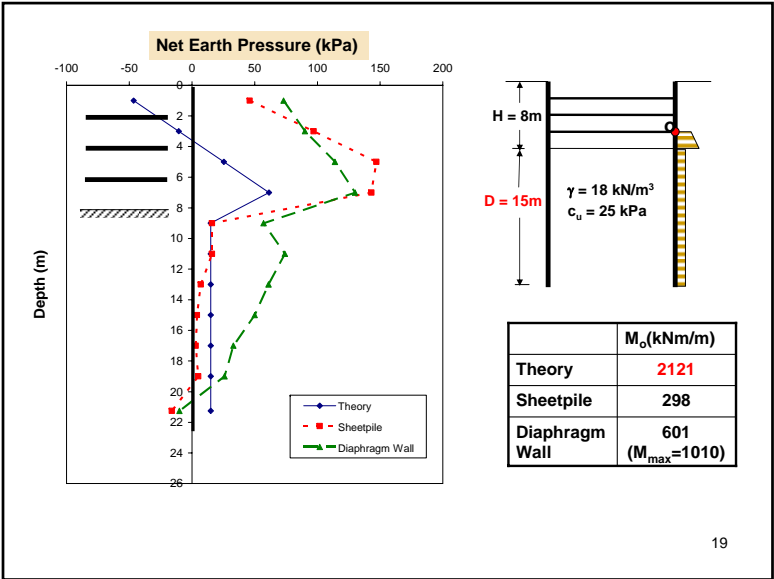 Net Earth Pressure (kPa)
-100 -50 0 50 100 150 200
0
2
4
6
8
10
12
14
16
18
20
22
24
26
Depth (m)
Theory
Sheetpile
Diaphragm Wall
H = 8m
O
D = 15m
γ = 18 kN/m³
cᵤ = 25 kPa
Mₒ(kNm/m)
Theory 2121
Sheetpile 298
Diaphragm 601
Wall (Mₘₐₓ=1010)
19